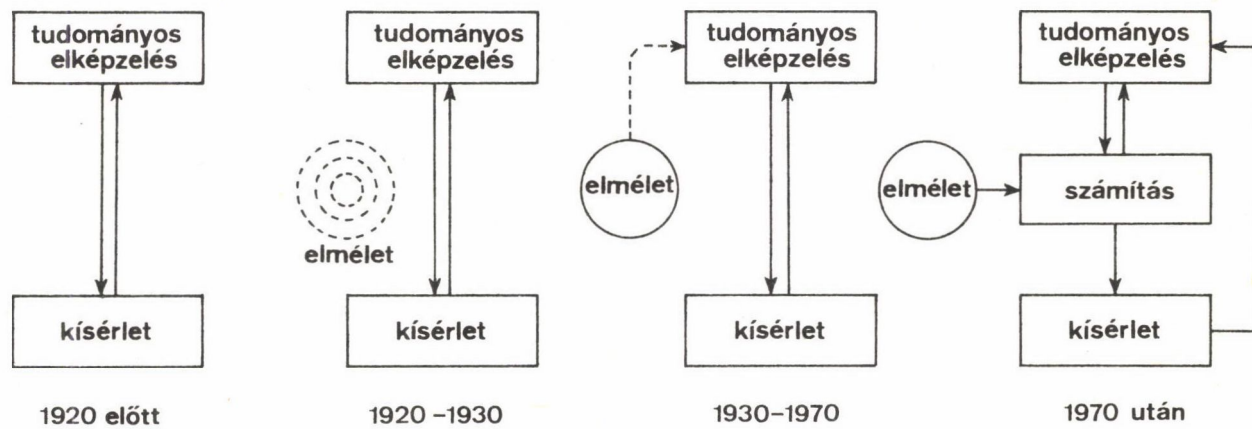 tudományos
elképzelés
kísérlet
1920 előtt
tudományos
elképzelés
elmélet
kísérlet
1920 –1930
tudományos
elképzelés
elmélet
kísérlet
1930–1970
tudományos
elképzelés
elmélet
számítás
kísérlet
1970 után